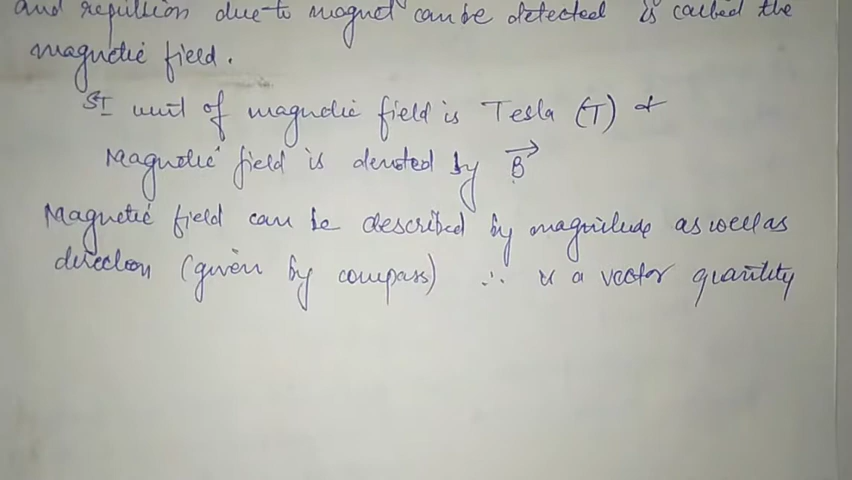 and repulsion due to magnet can be detected is called the
magnetic field.
SI unit of magnetic field is Tesla (T) &
Magnetic field is denoted by B⃗
Magnetic field can be described by magnitude as well as
direction (given by compass) ∴ is a vector quantity